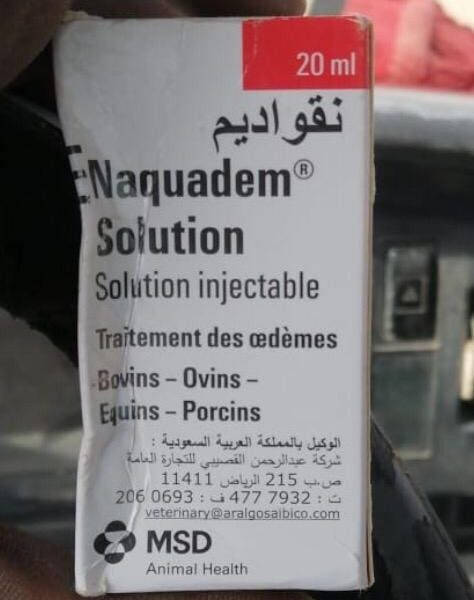 20 ml
نقواديم
Naquadem®
Solution
Solution injectable
Traitement des œdèmes
Bovins – Ovins –
Equins – Porcins
الوكيل بالمملكة العربية السعودية :
شركة عبدالرحمن القصيبي للتجارة العامة
ص.ب 215 الرياض 11411
ت : 7932 477 ف : 0693 206
veterinary@aralgosaibico.com
MSD
Animal Health